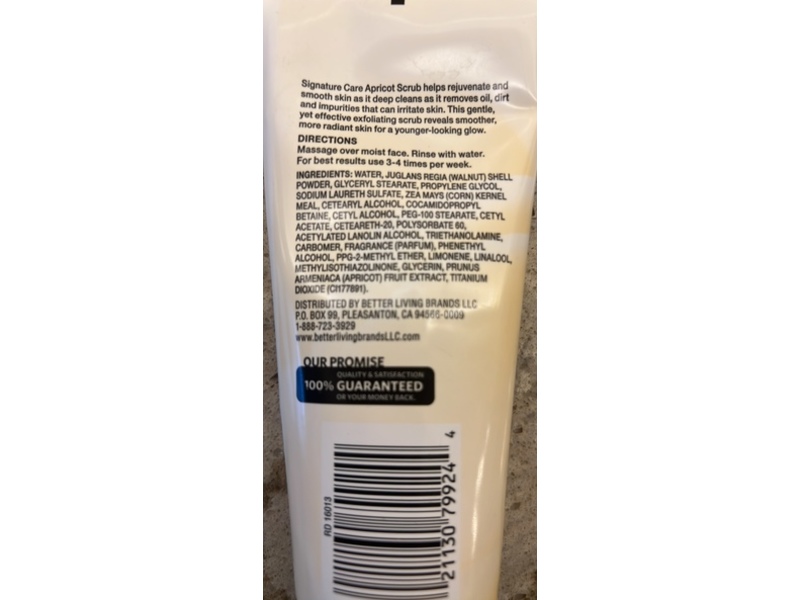 Signature Care Apricot Scrub helps rejuvenate and
smooth skin as it deep cleans as it removes oil, dirt
and impurities that can irritate skin. This gentle,
yet effective exfoliating scrub reveals smoother,
more radiant skin for a younger-looking glow.
DIRECTIONS
Massage over moist face. Rinse with water.
For best results use 3-4 times per week.
INGREDIENTS: WATER, JUGLANS REGIA (WALNUT) SHELL
POWDER, GLYCERYL STEARATE, PROPYLENE GLYCOL,
SODIUM LAURETH SULFATE, ZEA MAYS (CORN) KERNEL
MEAL, CETEARYL ALCOHOL, COCAMIDOPROPYL
BETAINE, CETYL ALCOHOL, PEG-100 STEARATE, CETYL
ACETATE, CETEARETH-20, POLYSORBATE 60,
ACETYLATED LANOLIN ALCOHOL, TRIETHANOLAMINE,
CARBOMER, FRAGRANCE (PARFUM), PHENETHYL
ALCOHOL, PPG-2-METHYL ETHER, LIMONENE, LINALOOL,
METHYLISOTHIAZOLINONE, GLYCERIN, PRUNUS
ARMENIACA (APRICOT) FRUIT EXTRACT, TITANIUM
DIOXIDE (CI177891).
DISTRIBUTED BY BETTER LIVING BRANDS LLC
P.O. BOX 99, PLEASANTON, CA 94566-0009
1-888-723-3929
www.betterlivingbrandsLLC.com
OUR PROMISE
QUALITY & SATISFACTION
100% GUARANTEED
OR YOUR MONEY BACK.
RD 16013
21130 79924 4